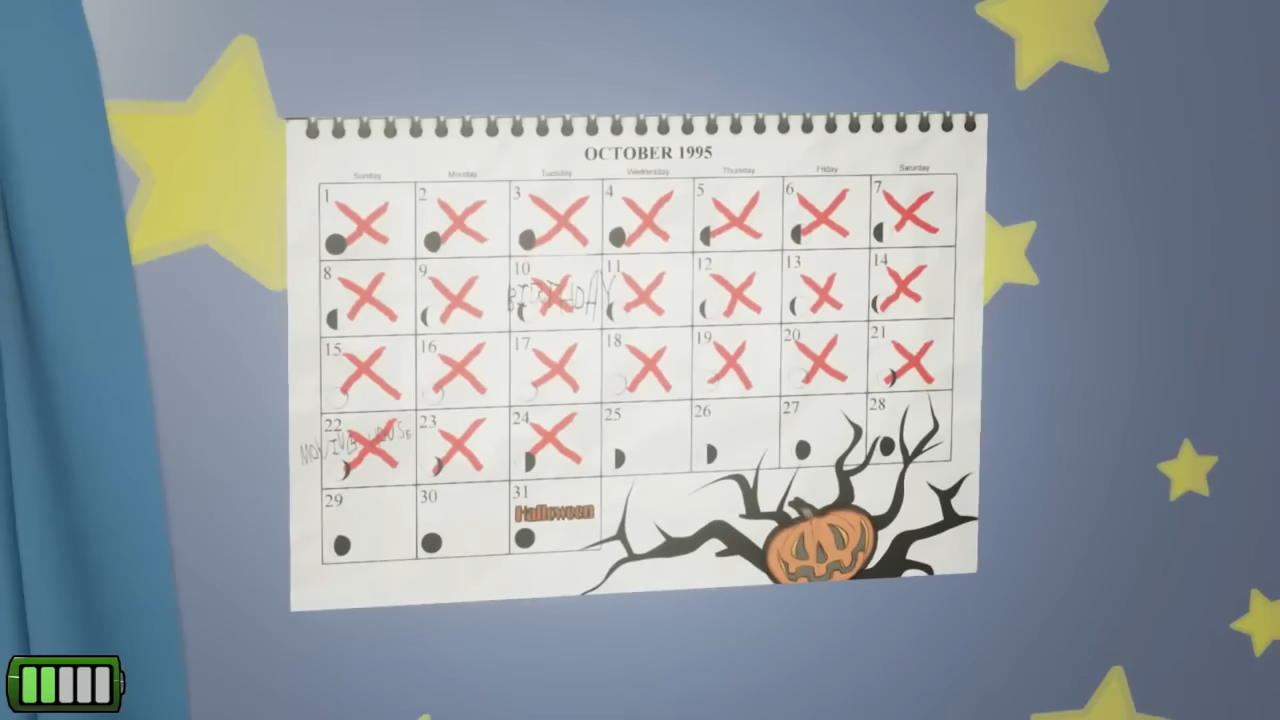 OCTOBER 1995
Sunday Monday Tuesday Wednesday Thursday Friday Saturday
1 2 3 4 5 6 7
8 9 10 11 12 13 14
BIRTHDAY
15 16 17 18 19 20 21
22 23 24 25 26 27 28
MOVING HOUSE
29 30 31
Halloween